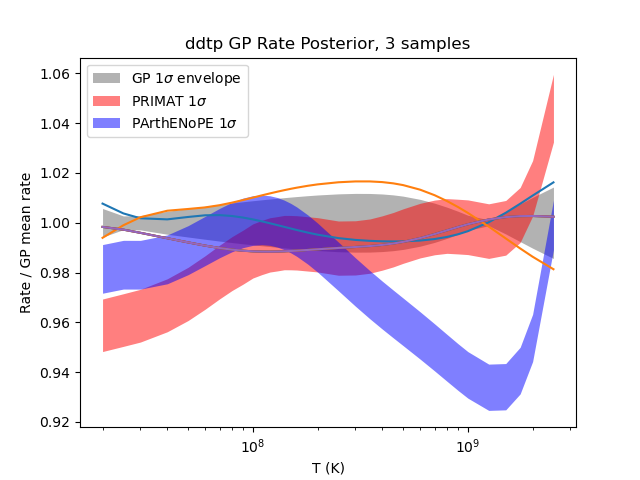 ddtp GP Rate Posterior, 3 samples
GP 1σ envelope
PRIMAT 1σ
PArthENoPE 1σ
1.06
1.04
1.02
1.00
0.98
0.96
0.94
0.92
Rate / GP mean rate
10⁸
10⁹
T (K)